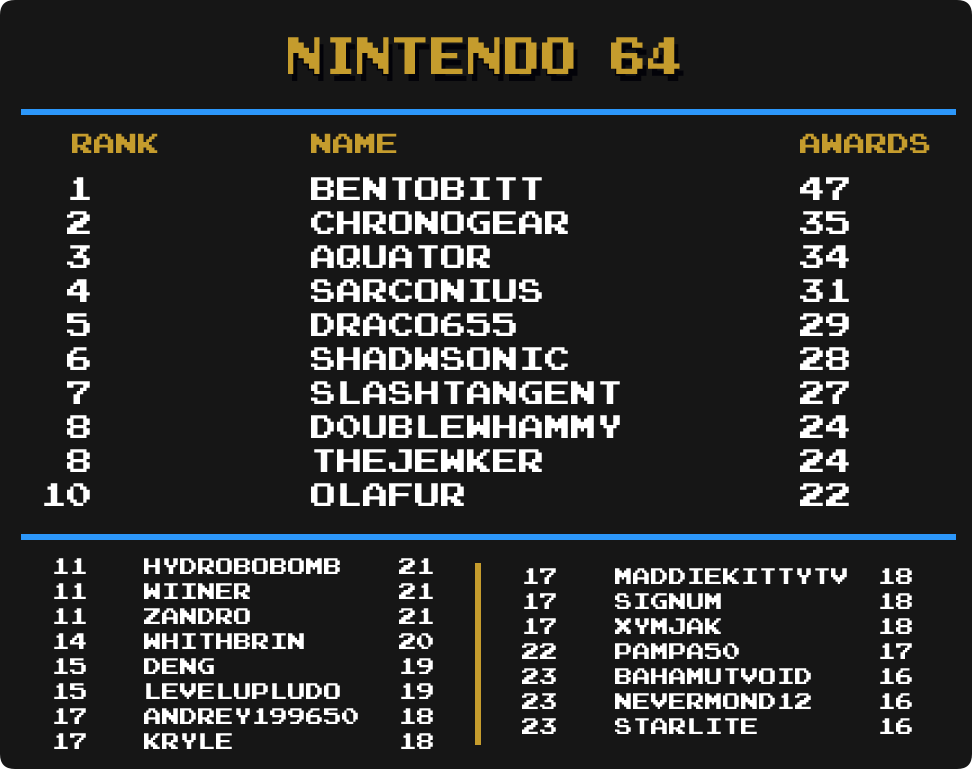 NINTENDO 64
RANK NAME AWARDS
1 BENTOBITT 47
2 CHRONOGEAR 35
3 AQUATOR 34
4 SARCONIUS 31
5 DRACO655 29
6 SHADWSONIC 28
7 SLASHTANGENT 27
8 DOUBLEWHAMMY 24
8 THEJEWKER 24
10 OLAFUR 22
11 HYDROBOBOMB 21
11 WIINER 21
11 ZANDRO 21
14 WHITHBRIN 20
15 DENG 19
15 LEVELUPLUDO 19
17 ANDREY199650 18
17 KRYLE 18
17 MADDIEKITTYTV 18
17 SIGNUM 18
17 XYMJAK 18
22 PAMPA50 17
23 BAHAMUTVOID 16
23 NEVERMOND12 16
23 STARLITE 16